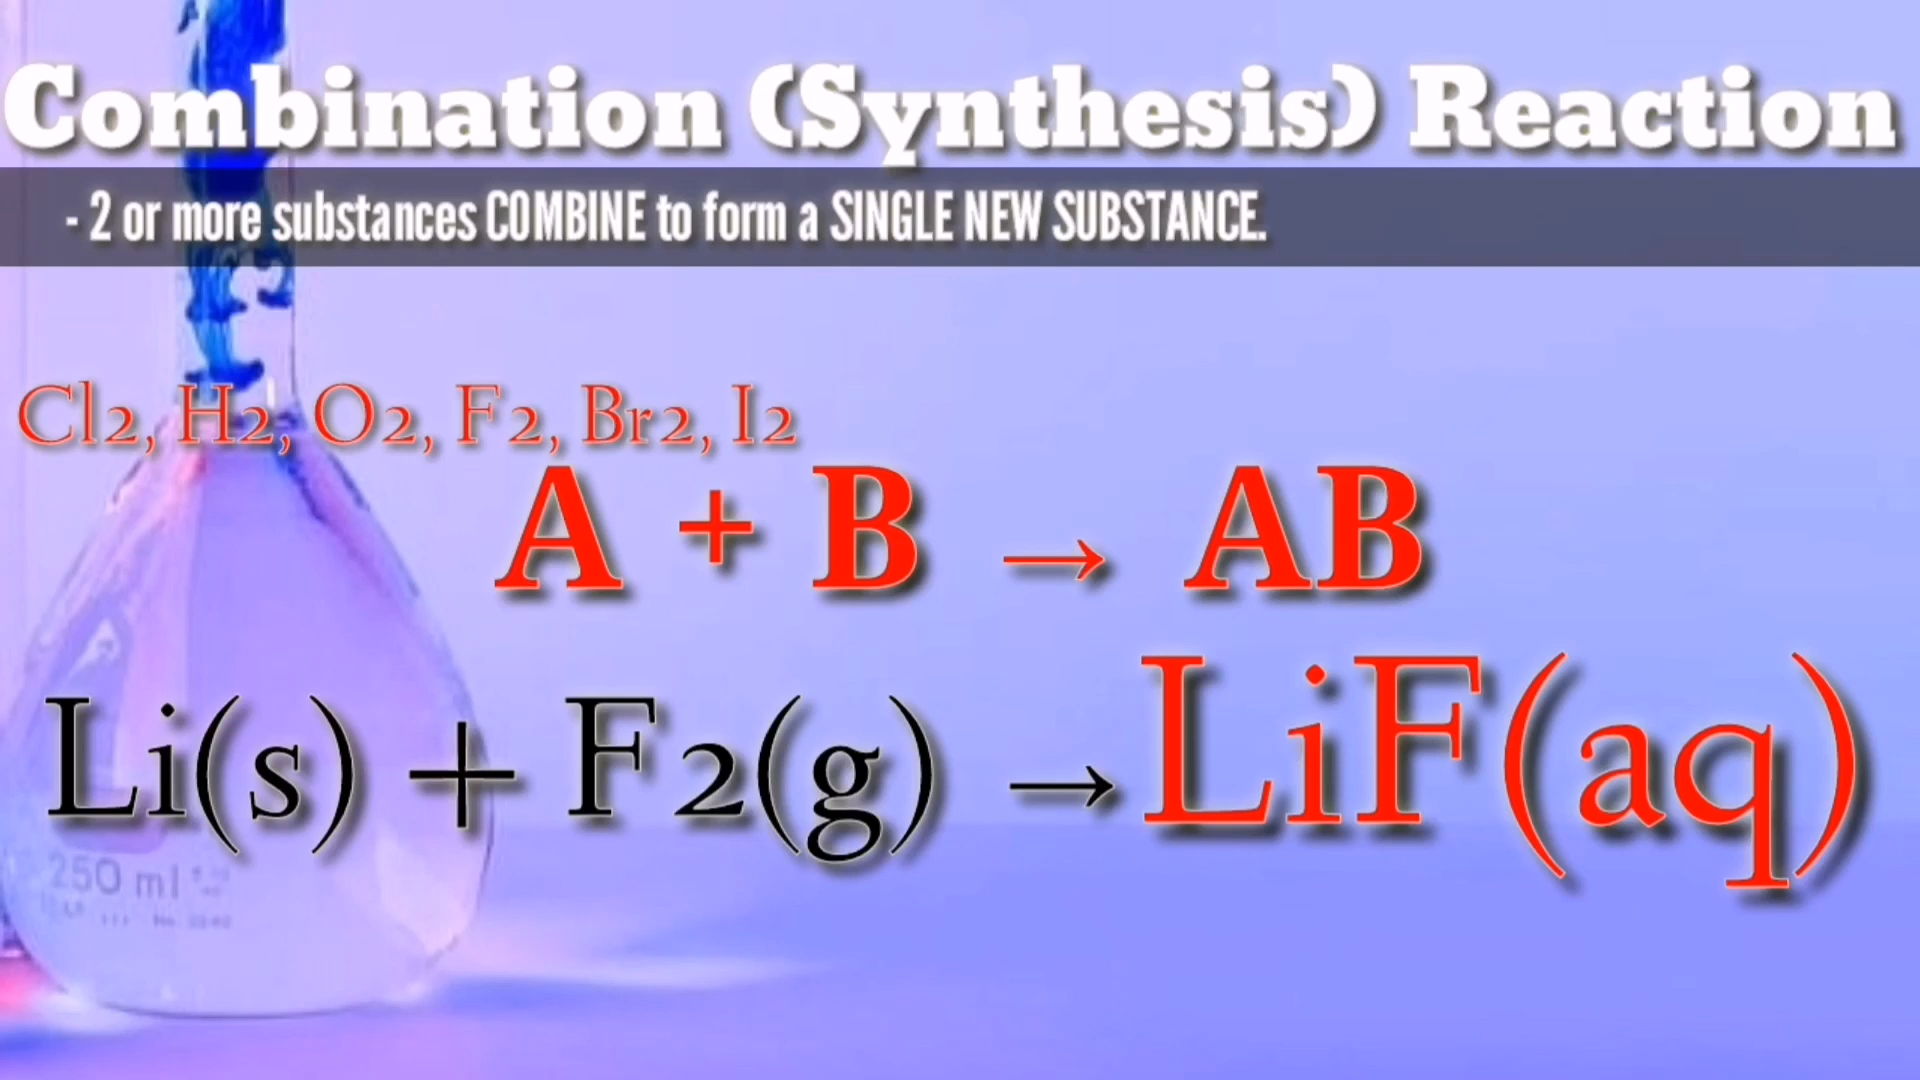 Combination (Synthesis) Reaction
- 2 or more substances COMBINE to form a SINGLE NEW SUBSTANCE.
Cl2, H2, O2, F2, Br2, I2
A + B → AB
Li(s) + F2(g) → LiF(aq)
250 ml